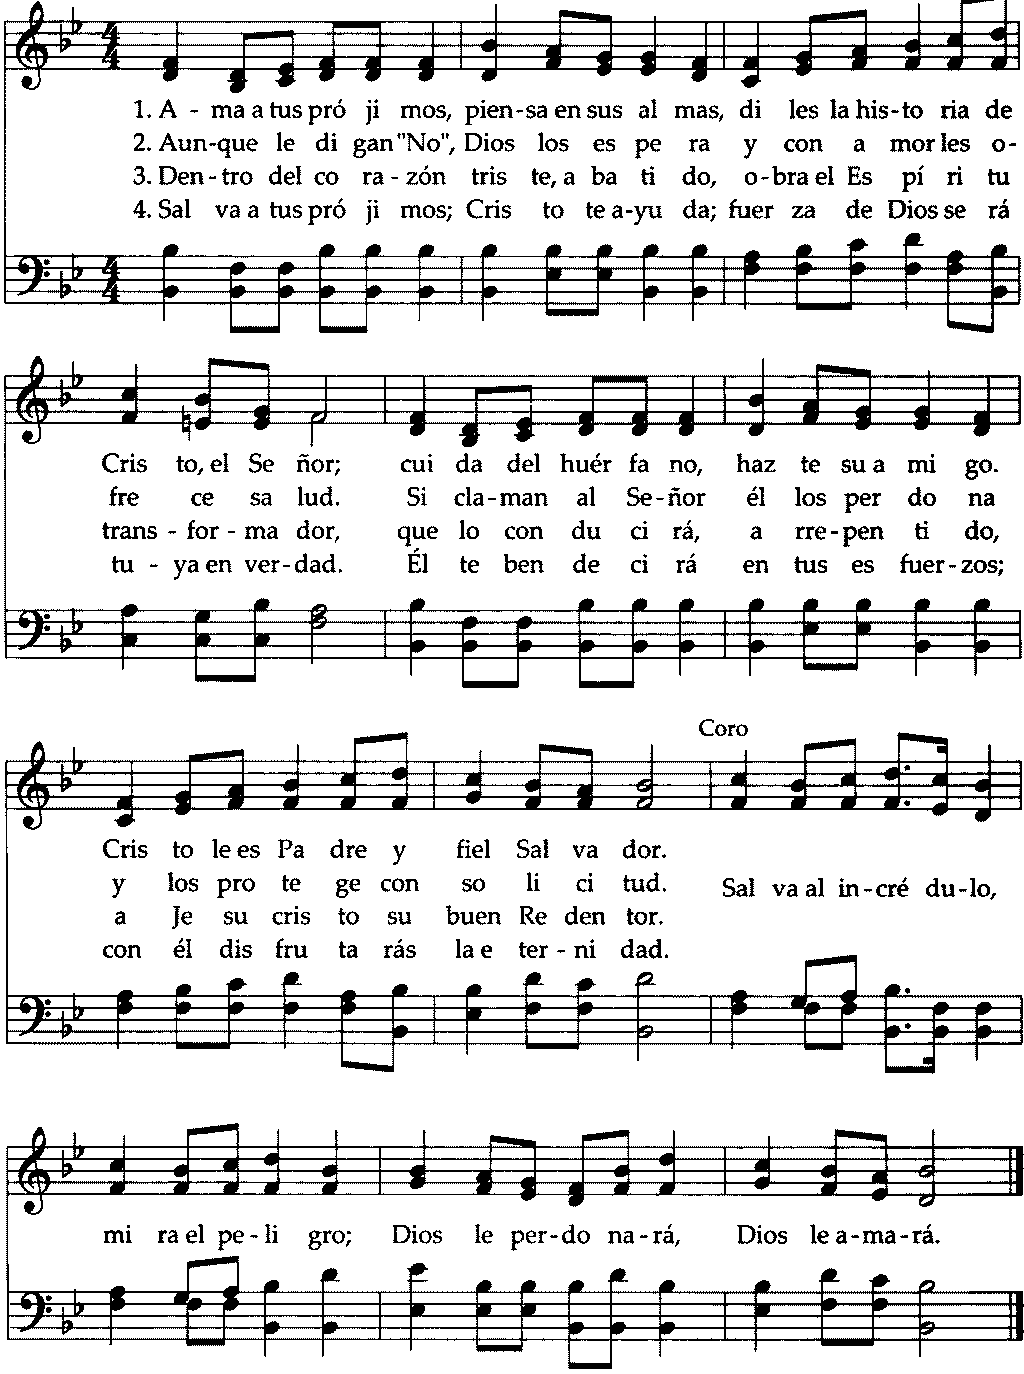 1. A - ma a tus pró ji mos, pien-sa en sus al mas, di les la his-to ria de
2. Aun-que le di gan "No", Dios los es pe ra y con a mor les o-
3. Den-tro del co ra-zón tris te, a ba ti do, o-bra el Es pí ri tu
4. Sal va a tus pró ji mos; Cris to te a-yu da; fuer za de Dios se rá
Cris to, el Se ñor; cui da del huér fa no, haz te su a mi go.
fre ce sa lud. Si cla-man al Se-ñor él los per do na
trans-for-ma dor, que lo con du ci rá, a rre-pen ti do,
tu - ya en ver-dad. Él te ben de ci rá en tus es fuer-zos;
Coro
Cris to le es Pa dre y fiel Sal va dor.
y los pro te ge con so li ci tud. Sal va al in-cré du-lo,
a Je su cris to su buen Re den tor.
con él dis fru ta rás la e ter-ni dad.
mi ra el pe-li gro; Dios le per-do na-rá, Dios le a-ma-rá.